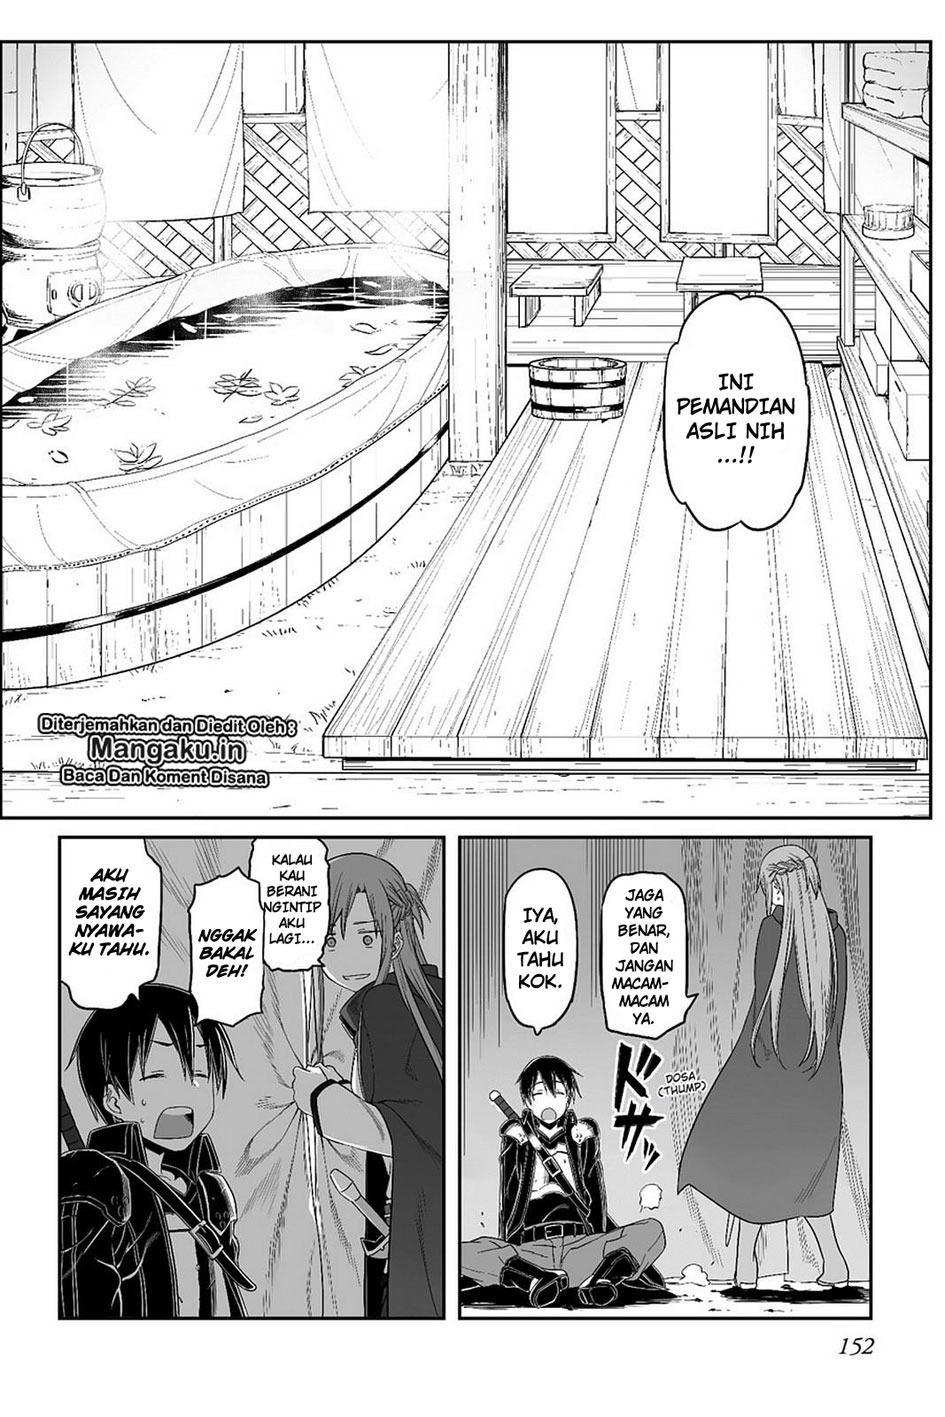 INI
PEMANDIAN
ASLI NIH
...!!
Diterjemahkan dan Diedit Oleh :
Mangaku.in
Baca Dan Koment Disana
JAGA
YANG
BENAR,
DAN
JANGAN
MACAM-
MACAM
YA.
IYA,
AKU
TAHU
KOK.
ドサッ
DOSA
(THUMP)
KALAU
KAU
BERANI
NGINTIP
AKU
LAGI...
NGGAK
BAKAL
DEH!
AKU
MASIH
SAYANG
NYAWA-
KU TAHU.
152